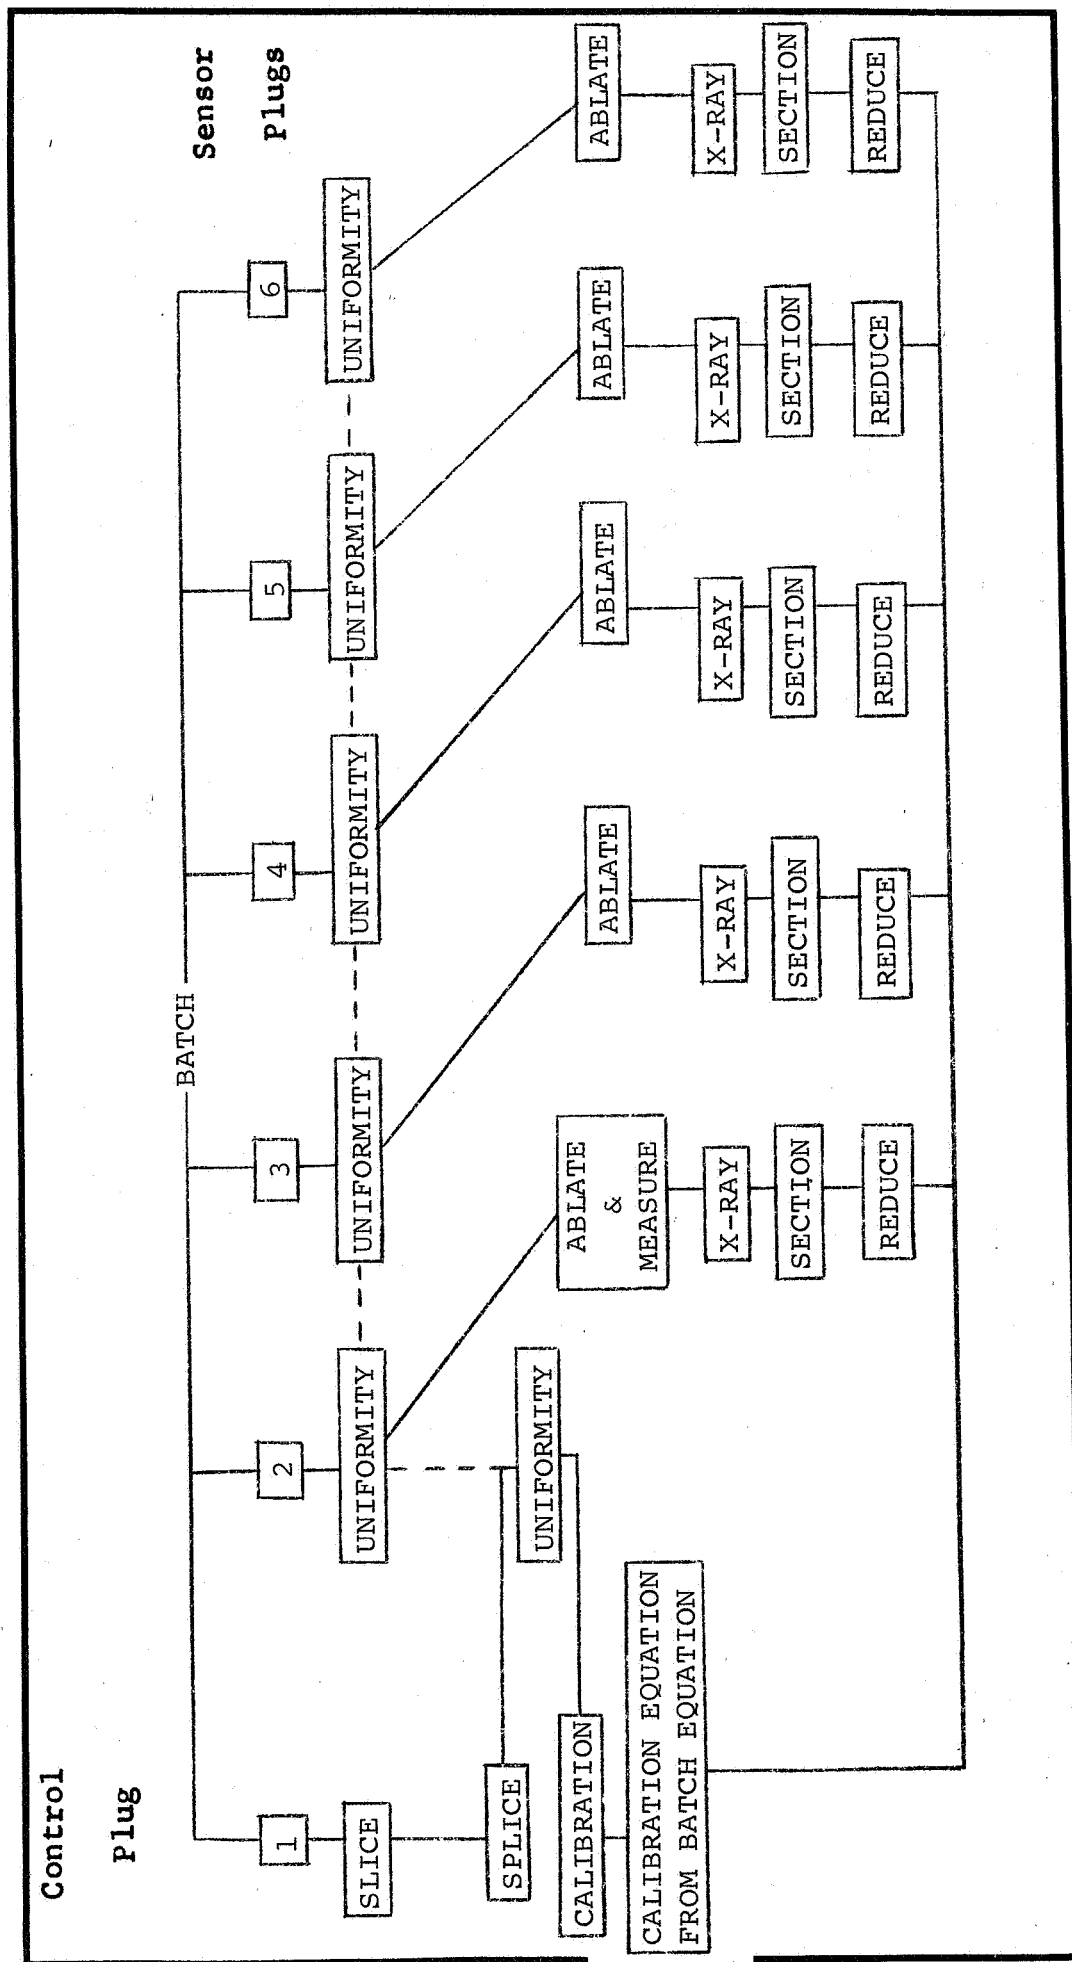 Control
Plug
Sensor
Plugs
BATCH
1
2
3
4
5
6
SLICE
UNIFORMITY
UNIFORMITY
UNIFORMITY
UNIFORMITY
UNIFORMITY
SPLICE
UNIFORMITY
CALIBRATION
CALIBRATION EQUATION
FROM BATCH EQUATION
ABLATE
&
MEASURE
ABLATE
ABLATE
ABLATE
ABLATE
X-RAY
X-RAY
X-RAY
X-RAY
X-RAY
SECTION
SECTION
SECTION
SECTION
SECTION
REDUCE
REDUCE
REDUCE
REDUCE
REDUCE